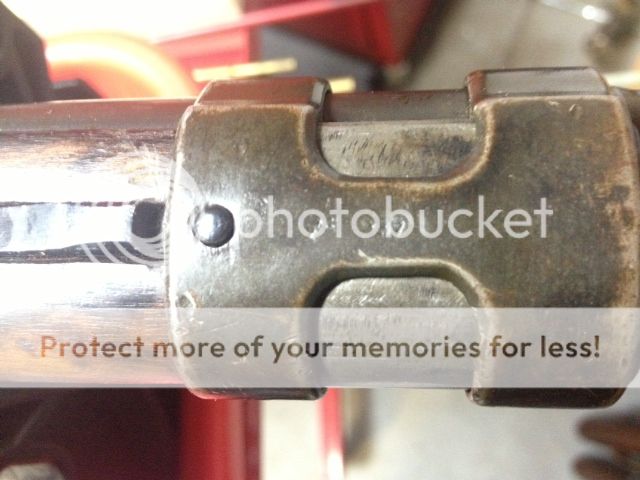 photobucket
Protect more of your memories for less!